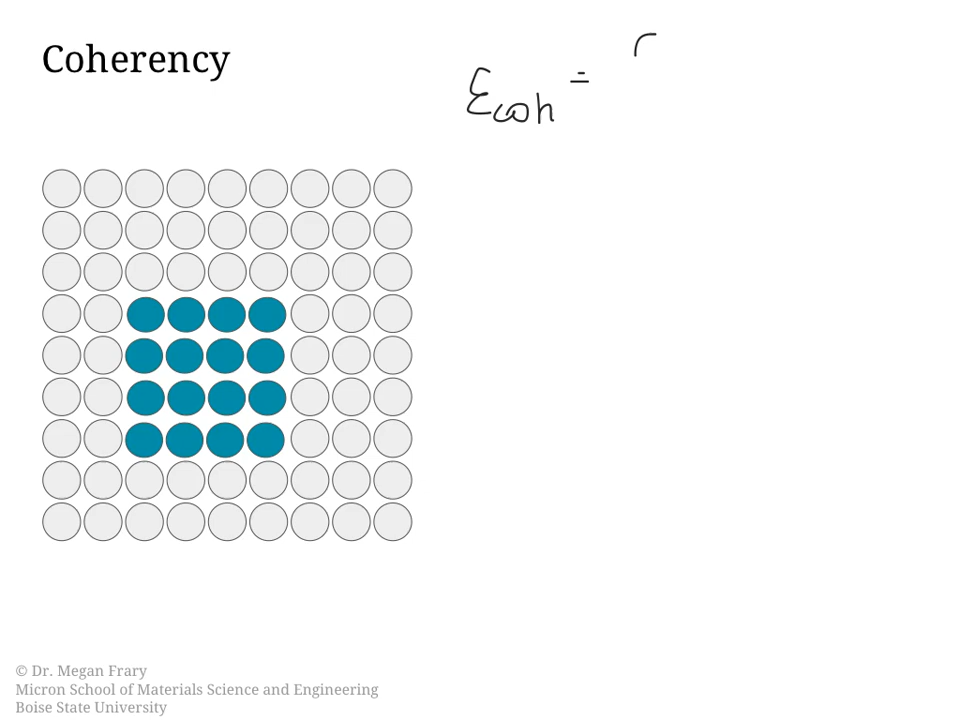 Coherency
εcoh =
© Dr. Megan Frary
Micron School of Materials Science and Engineering
Boise State University